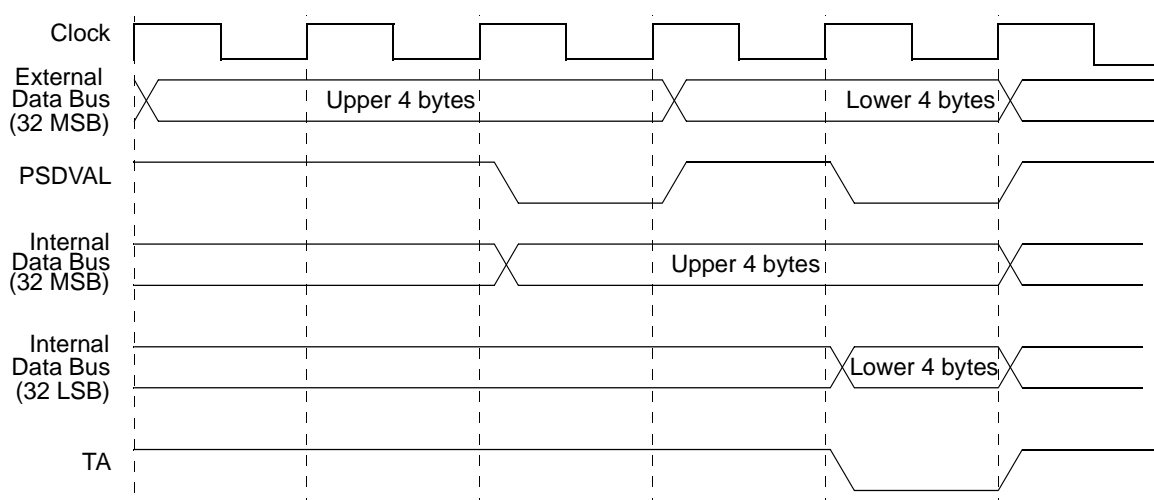 Clock
External
Data Bus
(32 MSB)
Upper 4 bytes
Lower 4 bytes
PSDVAL
Internal
Data Bus
(32 MSB)
Upper 4 bytes
Internal
Data Bus
(32 LSB)
Lower 4 bytes
TA